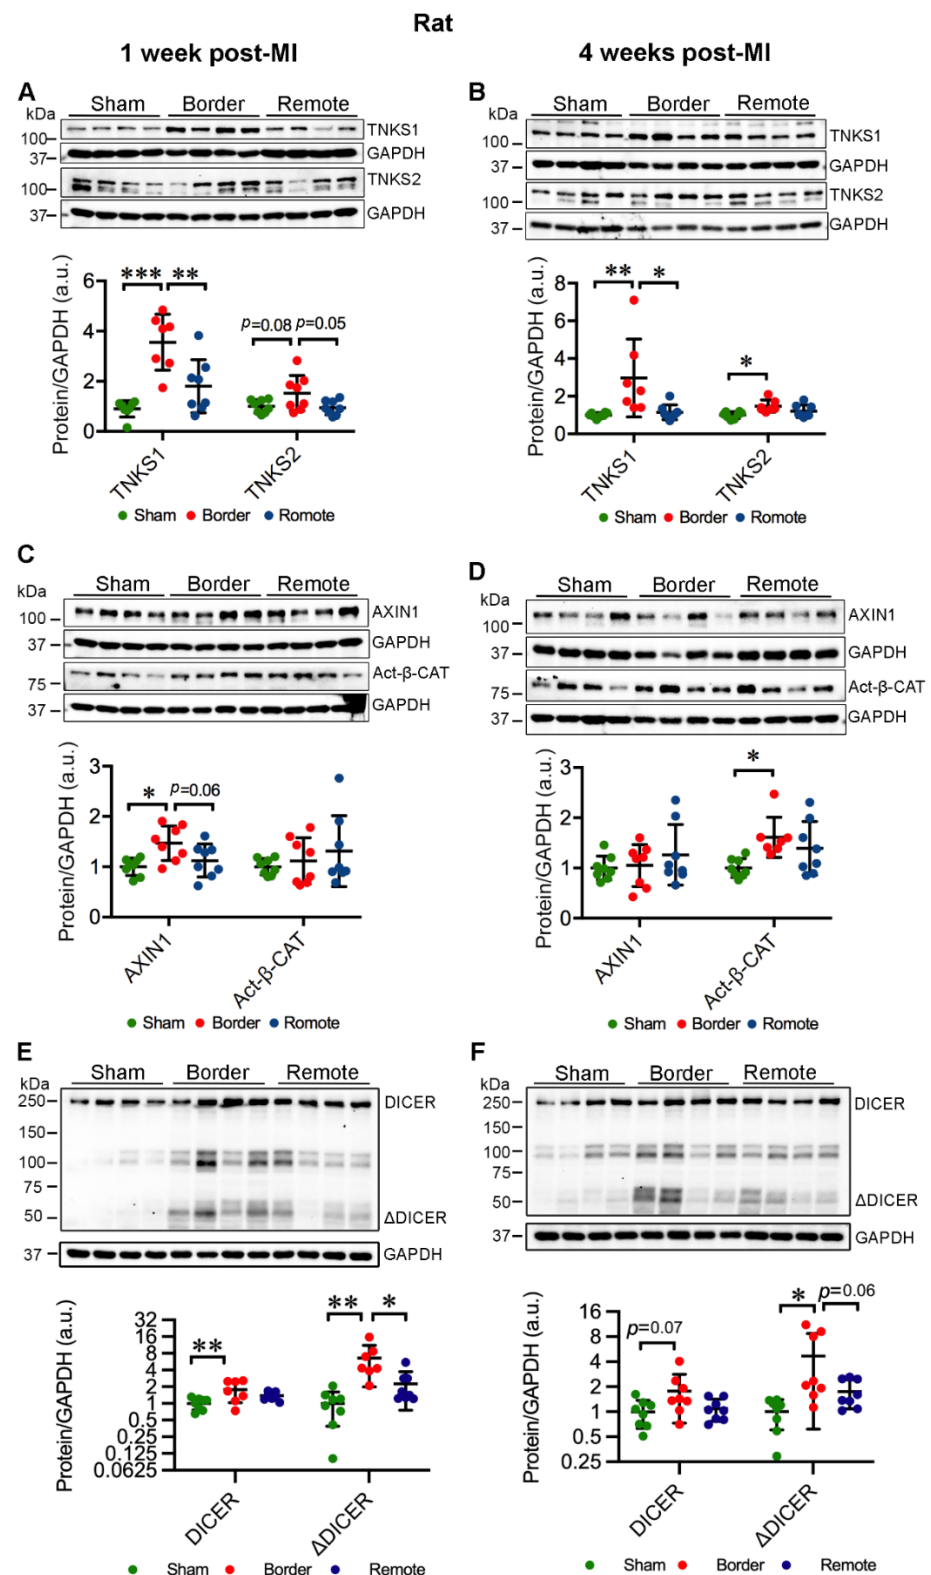 Rat
1 week post-MI
4 weeks post-MI
A
kDa
Sham Border Remote
100
TNKS1
37
GAPDH
100
TNKS2
37
GAPDH
Protein/GAPDH (a.u.)
6
4
2
0
*** **
p=0.08 p=0.05
TNKS1
TNKS2
Sham Border Romote
B
kDa
Sham Border Remote
100
TNKS1
37
GAPDH
100
TNKS2
37
GAPDH
Protein/GAPDH (a.u.)
8
6
4
2
0
** *
*
TNKS1
TNKS2
Sham Border Romote
C
kDa
Sham Border Remote
100
AXIN1
37
GAPDH
75
Act-β-CAT
37
GAPDH
Protein/GAPDH (a.u.)
3
2
1
0
* p=0.06
AXIN1
Act-β-CAT
Sham Border Romote
D
kDa
Sham Border Remote
100
AXIN1
37
GAPDH
75
Act-β-CAT
37
GAPDH
Protein/GAPDH (a.u.)
3
2
1
0
*
AXIN1
Act-β-CAT
Sham Border Romote
E
kDa
Sham Border Remote
250
DICER
150
100
75
50
ΔDICER
37
GAPDH
Protein/GAPDH (a.u.)
32
16
8
4
2
1
0.5
0.25
0.125
0.0625
**
** *
DICER
ΔDICER
Sham Border Remote
F
kDa
Sham Border Remote
250
DICER
150
100
75
50
ΔDICER
37
GAPDH
Protein/GAPDH (a.u.)
16
8
4
2
1
0.5
0.25
p=0.07
* p=0.06
DICER
ΔDICER
Sham Border Remote